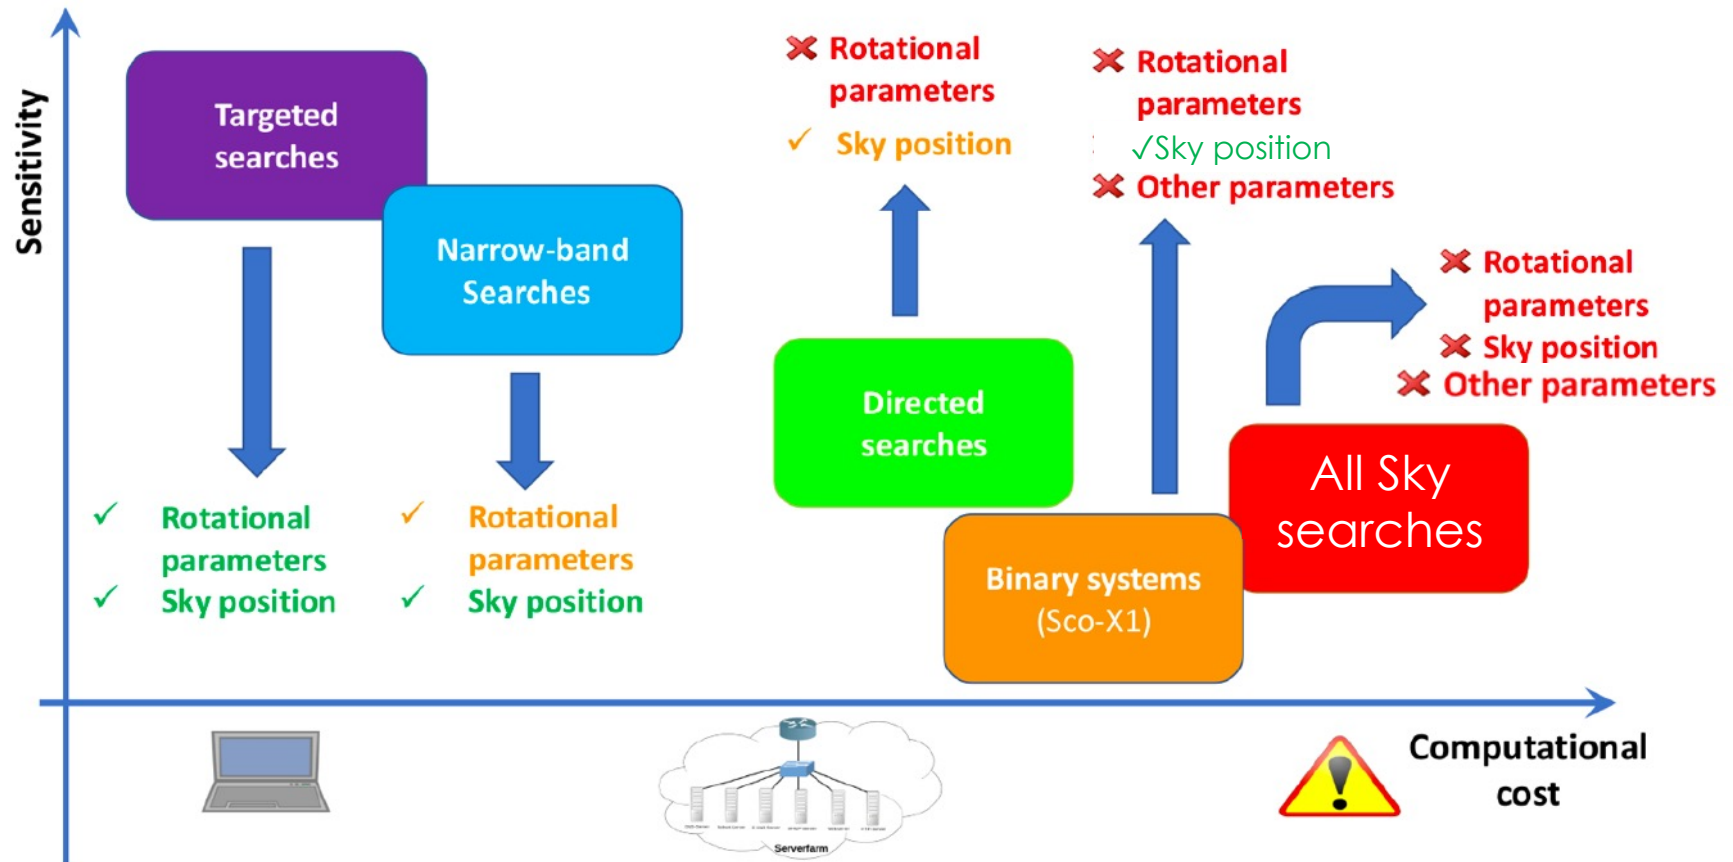 Sensitivity
Targeted
searches
Narrow-band
Searches
Rotational
parameters
Sky position
Rotational
parameters
✓Sky position
Other parameters
Rotational
parameters
Sky position
Other parameters
Directed
searches
All Sky
searches
Binary systems
(Sco-X1)
Rotational
parameters
Sky position
Rotational
parameters
Sky position
Serverfarm
Computational
cost